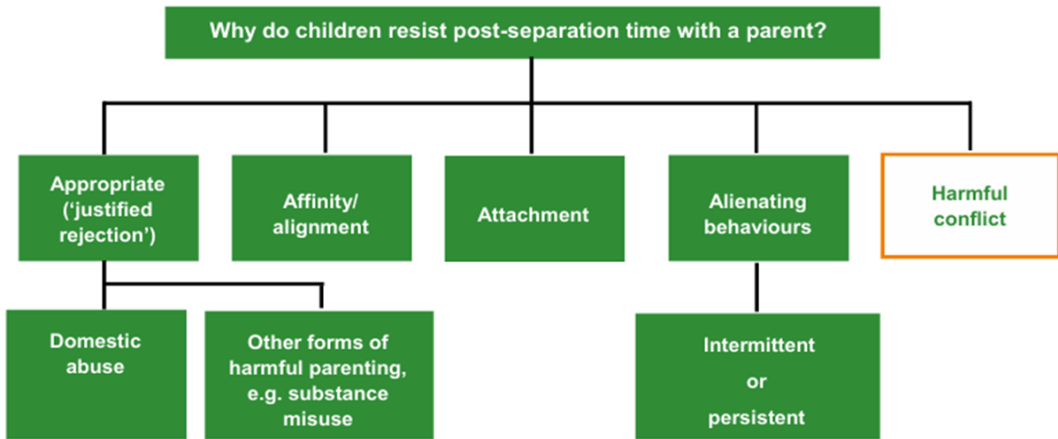 Why do children resist post-separation time with a parent?
Appropriate
(‘justified
rejection’)
Affinity/
alignment
Attachment
Alienating
behaviours
Harmful
conflict
Domestic
abuse
Other forms of
harmful parenting,
e.g. substance
misuse
Intermittent
or
persistent